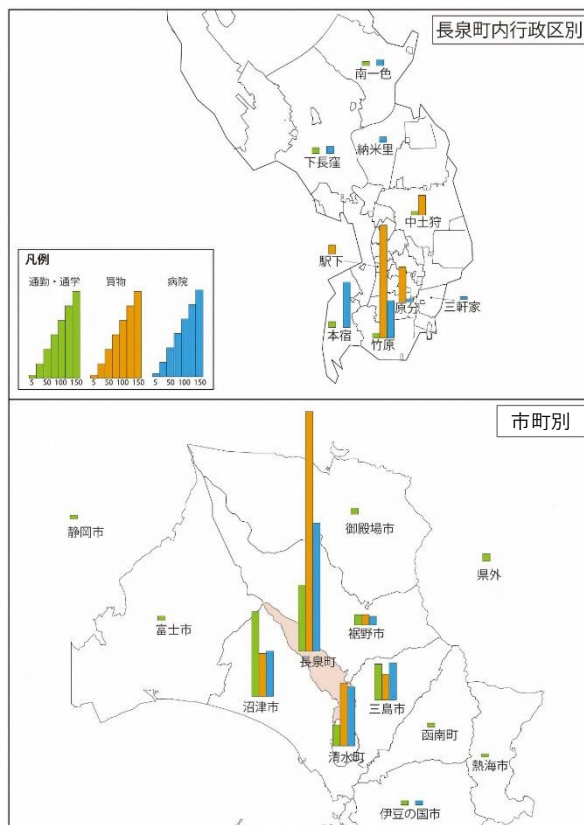 長泉町内行政区別
南一色
納米里
下長窪
中土狩
駅下
原分
三軒家
本宿
竹原
凡例
通勤・通学
買物
病院
5 50 100 150
5 50 100 150
5 50 100 150
市町別
静岡市
御殿場市
県外
富士市
裾野市
長泉町
沼津市
三島市
清水町
函南町
熱海市
伊豆の国市